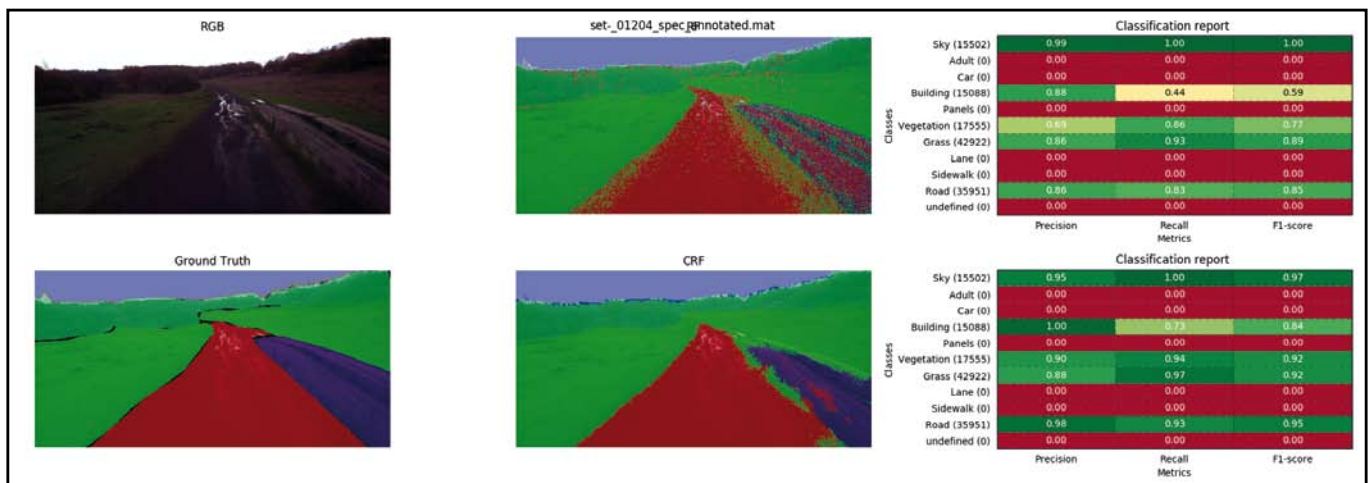 RGB
set-_01204_spec_annotated.mat
Classification report
Sky (15502) 0.99 1.00 1.00
Adult (0) 0.00 0.00 0.00
Car (0) 0.00 0.00 0.00
Building (15088) 0.88 0.44 0.59
Panels (0) 0.00 0.00 0.00
Vegetation (17555) 0.69 0.86 0.77
Grass (42922) 0.86 0.93 0.89
Lane (0) 0.00 0.00 0.00
Sidewalk (0) 0.00 0.00 0.00
Road (35951) 0.86 0.83 0.85
undefined (0) 0.00 0.00 0.00
Classes
Precision Recall F1-score
Metrics
Ground Truth
CRF
Classification report
Sky (15502) 0.95 1.00 0.97
Adult (0) 0.00 0.00 0.00
Car (0) 0.00 0.00 0.00
Building (15088) 1.00 0.73 0.84
Panels (0) 0.00 0.00 0.00
Vegetation (17555) 0.90 0.94 0.92
Grass (42922) 0.88 0.97 0.92
Lane (0) 0.00 0.00 0.00
Sidewalk (0) 0.00 0.00 0.00
Road (35951) 0.98 0.93 0.95
undefined (0) 0.00 0.00 0.00
Classes
Precision Recall F1-score
Metrics